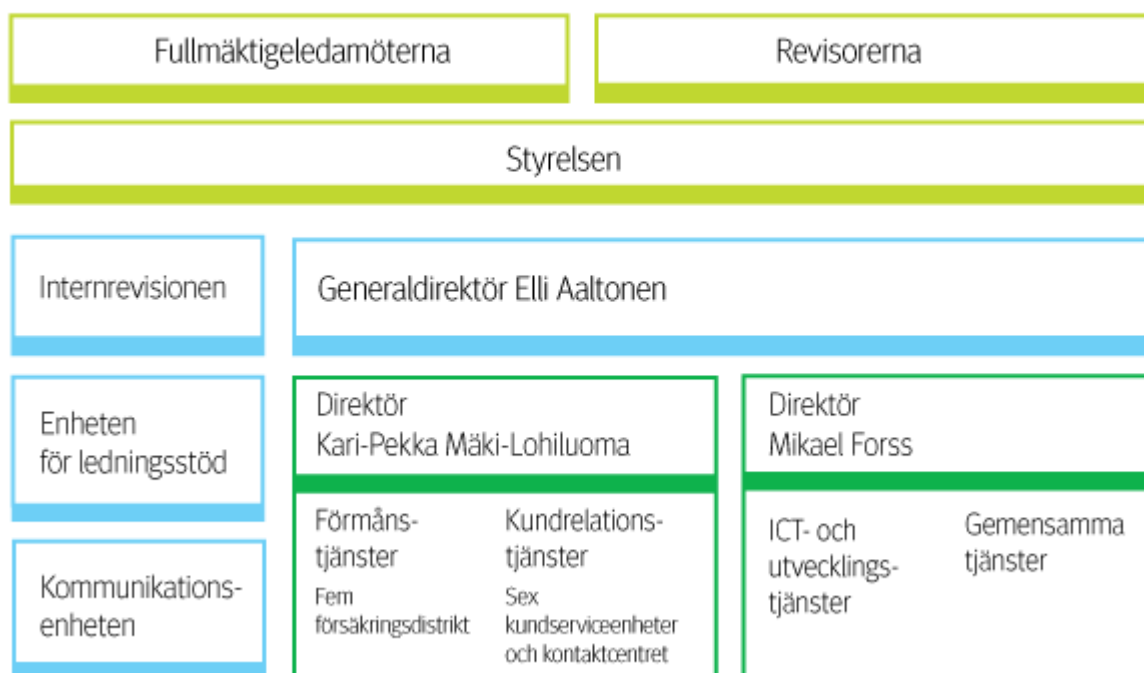 Fullmäktigeledamöterna
Revisorerna
Styrelsen
Internrevisionen
Generaldirektör Elli Aaltonen
Enheten
för ledningsstöd
Kommunikations-
enheten
Direktör
Kari-Pekka Mäki-Lohiluoma
Förmåns-
tjänster
Fem
försäkringsdistrikt
Kundrelations-
tjänster
Sex
kundserviceenheter
och kontaktcentret
Direktör
Mikael Forss
ICT- och
utvecklings-
tjänster
Gemensamma
tjänster